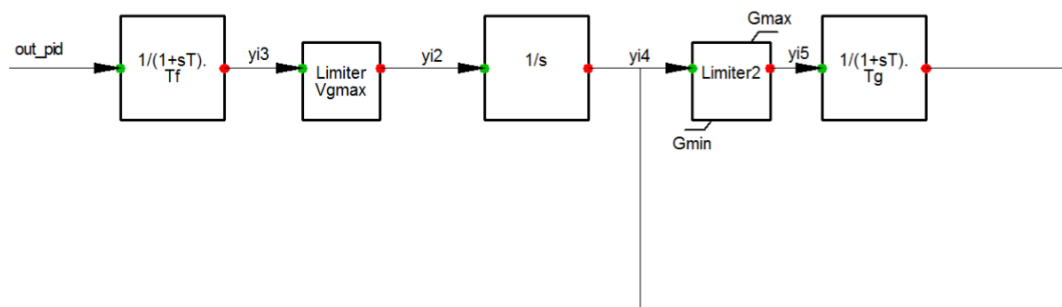 Gmax
out_pid
1/(1+sT).
Tf
yi3
Limiter
Vgmax
yi2
1/s
yi4
Limiter2
yi5
1/(1+sT).
Tg
Gmin